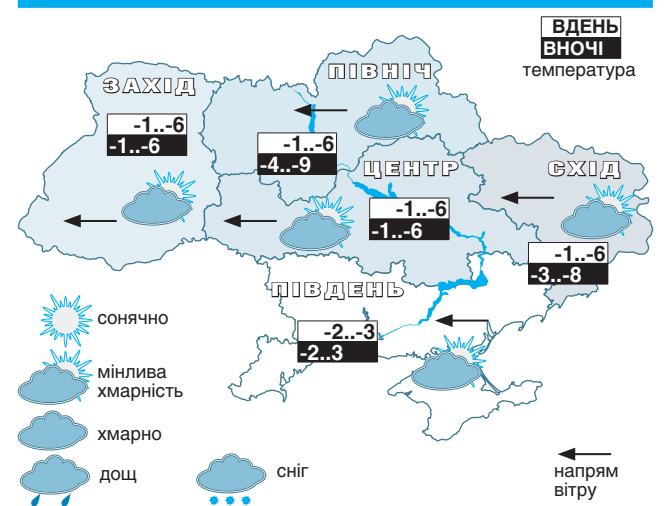 ВДЕНЬ
ВНОЧІ
температура
ПІВНІЧ
ЗАХІД
-1..-6
-1..-6
-1..-6
-4..-9
ЦЕНТР
СХІД
-1..-6
-1..-6
-1..-6
-3..-8
ПІВДЕНЬ
-2..-3
-2..3
сонячно
мінлива
хмарність
хмарно
дощ
сніг
напрям
вітру